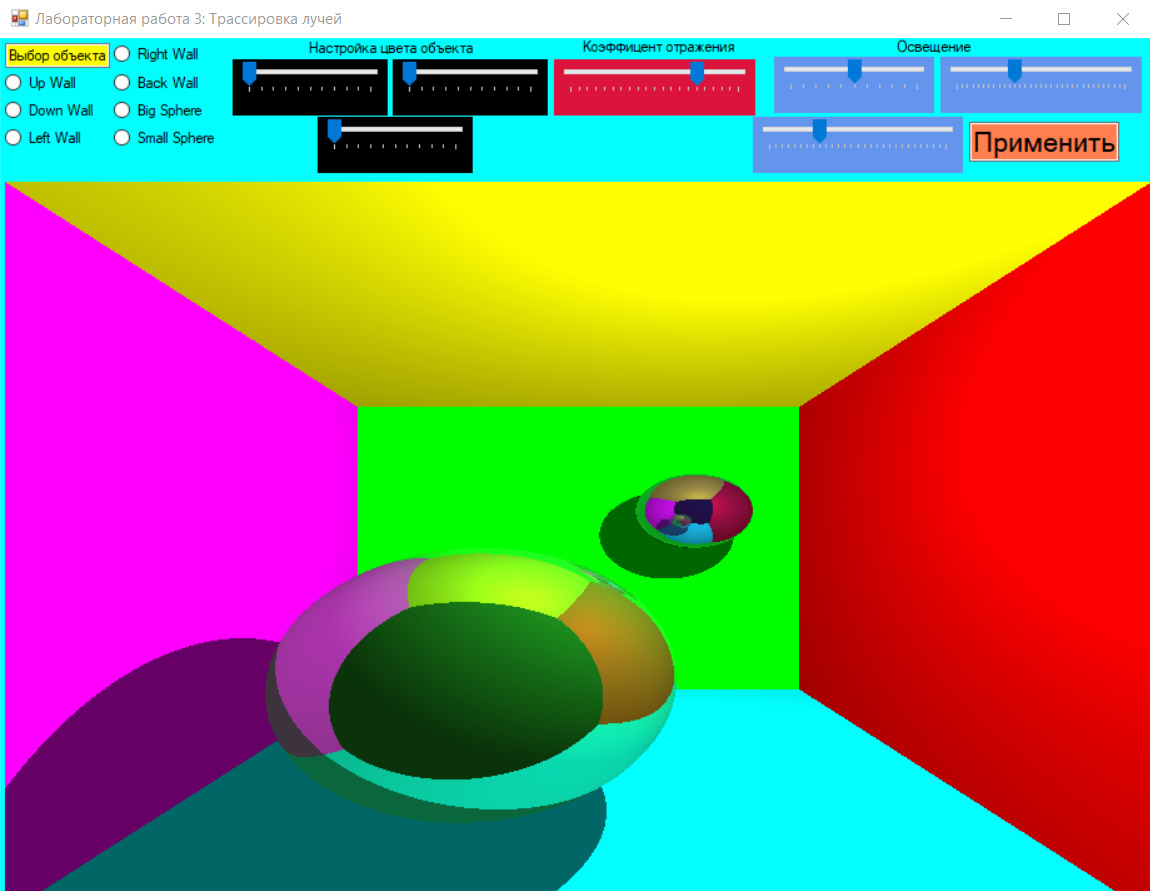 Лабораторная работа 3: Трассировка лучей
Выбор объекта
Right Wall
Up Wall
Back Wall
Down Wall
Big Sphere
Left Wall
Small Sphere
Настройка цвета объекта
Коэффицент отражения
Освещение
Применить